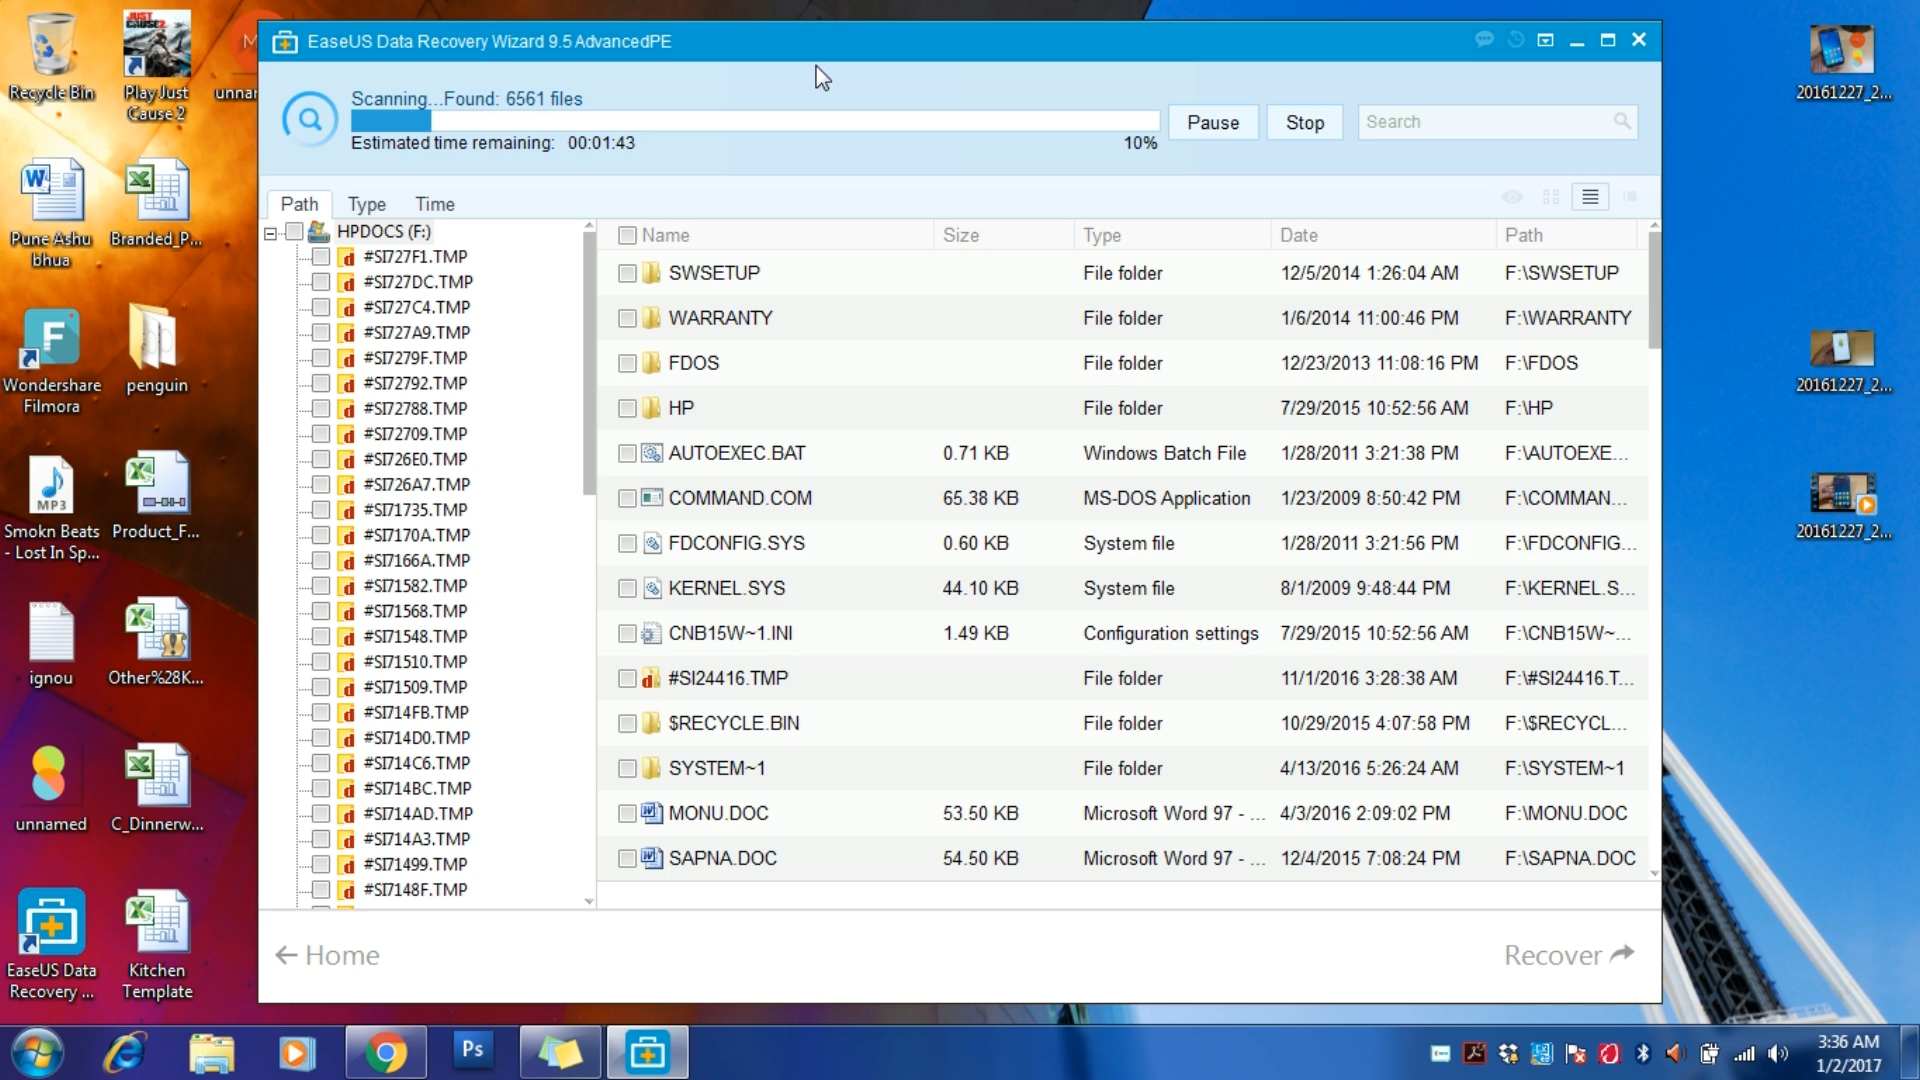 EaseUS Data Recovery Wizard 9.5 AdvancedPE
Scanning...Found: 6561 files
Estimated time remaining: 00:01:43
10%
Pause
Stop
Search
Path Type Time
HPDOCS (F:)
#SI727F1.TMP
#SI727DC.TMP
#SI727C4.TMP
#SI727A9.TMP
#SI7279F.TMP
#SI72792.TMP
#SI72788.TMP
#SI72709.TMP
#SI726E0.TMP
#SI726A7.TMP
#SI71735.TMP
#SI7170A.TMP
#SI7166A.TMP
#SI71582.TMP
#SI71568.TMP
#SI71548.TMP
#SI71510.TMP
#SI71509.TMP
#SI714FB.TMP
#SI714D0.TMP
#SI714C6.TMP
#SI714BC.TMP
#SI714AD.TMP
#SI714A3.TMP
#SI71499.TMP
#SI7148F.TMP
Name Size Type Date Path
SWSETUP File folder 12/5/2014 1:26:04 AM F:\SWSETUP
WARRANTY File folder 1/6/2014 11:00:46 PM F:\WARRANTY
FDOS File folder 12/23/2013 11:08:16 PM F:\FDOS
HP File folder 7/29/2015 10:52:56 AM F:\HP
AUTOEXEC.BAT 0.71 KB Windows Batch File 1/28/2011 3:21:38 PM F:\AUTOEXE...
COMMAND.COM 65.38 KB MS-DOS Application 1/23/2009 8:50:42 PM F:\COMMAN...
FDCONFIG.SYS 0.60 KB System file 1/28/2011 3:21:56 PM F:\FDCONFIG...
KERNEL.SYS 44.10 KB System file 8/1/2009 9:48:44 PM F:\KERNEL.S...
CNB15W~1.INI 1.49 KB Configuration settings 7/29/2015 10:52:56 AM F:\CNB15W~...
#SI24416.TMP File folder 11/1/2016 3:28:38 AM F:\#SI24416.T...
$RECYCLE.BIN File folder 10/29/2015 4:07:58 PM F:\$RECYCL...
SYSTEM~1 File folder 4/13/2016 5:26:24 AM F:\SYSTEM~1
MONU.DOC 53.50 KB Microsoft Word 97 - ... 4/3/2016 2:09:02 PM F:\MONU.DOC
SAPNA.DOC 54.50 KB Microsoft Word 97 - ... 12/4/2015 7:08:24 PM F:\SAPNA.DOC
Home
Recover
JUST
CAUSE 2
M
Recycle Bin
Play Just
Cause 2
unnar
Pune Ashu
bhua
Branded_P...
Wondershare
Filmora
penguin
MP3
Smokn Beats
- Lost In Sp...
Product_F...
ignou
Other%28K...
unnamed
C_Dinnerw...
EaseUS Data
Recovery ...
Kitchen
Template
20161227_2...
20161227_2...
20161227_2...
Ps
3:36 AM
1/2/2017